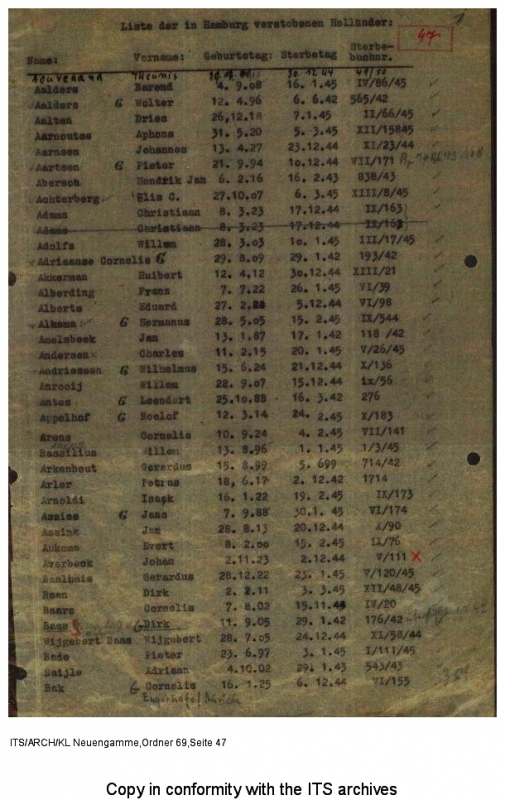 Liste der in Hamburg verstorbenen Holländer:
47
Name: Vorname: Geburtstag: Sterbetag Sterbe-
buchnr.
Theunis 30.12.44
Aalders Barend 4. 9.08 16. 1.45 IV/86/45
Aalders G Wolter 12. 4.96 6. 6.42 565/42
Aalten Dries 26.12.18 7.1.45 II/66/45
Aarnoutse Aphons 31. 5.20 5. 3.45 XII/15845
Aarnsen Johannes 13. 4.27 23.12.44 XI/23/44
Aartsen G Pieter 21. 9.94 10.12.44 VII/171
Aberson Hendrik Jan 6. 2.16 16. 2.43 838/43
Achterberg Elis C. 27.10.07 6. 3.45 XIII/8/45
Adams Christiaan 8. 3.23 17.12.44 IX/163
Adams Christiaan 8. 3.23 17.12.44 IX/163
Adolfs Willem 28. 3.03 10. 1.45 III/17/45
Adriaanse Cornelis G 29. 8.09 29. 1.42 193/42
Akkerman Huibert 12. 4.12 30.12.44 XIII/21
Alberding Frans 7. 7.22 26. 1.45 VI/39
Alberts Eduard 27. 2. 5.12.44 VI/98
Alkema G Hermanus 28. 5.05 15. 2.45 IX/544
Amelsbeek Jan 13. 1.87 17. 1.42 118 /42
Andersen Charles 11. 2.15 20. 1.45 V/26/45
Andriessen G Wilhelmus 15. 6.24 21.12.44 X/136
Anrooij Willem 22. 9.07 15.12.44 ix/56
Antes G Leendert 25.10.88 16. 3.42 276
Appelhof G Roelof 12. 3.14 24. 2.45 X/183
Arens Cornelis 10. 9.24 4. 2.45 VII/141
Bassilius Willem 13. 8.96 1. 1.45 1/3/45
Arkenbout Gerardus 15. 8.99 5. 699 714/42
Arler Petrus 18, 6.17 2. 12.42 1714
Arnoldi Isaak 16. 1.22 19. 2.45 IX/173
Assies G Jans 7. 9.88 30.1. 45 VI/174
Assink Jan 28. 8.13 20.12.44 X/90
Aukema Evert 8. 2.00 15. 2.45 IX/76
Averbeck Johan 2.11.23 2.12.44 V/111 X
Baalhuis Gerardus 28.12.22 23. 1.45 V/120/45
Baan Dirk 2. 2.11 3. 3.45 XII/48/45
Baars Cornelis 7. 8.02 15.11.44 IV/20
Baas G Dirk 11. 9.05 29. 1.42 176/42
Wijgebert Baas Wijgebert 28. 7.05 24.12.44 XI/58/44
Bade Pieter 23. 6.97 3. 1.45 I/111/45
Baijle Adriaan 4.10.02 29. 1.43 543/43
Bak G Cornelis 16. 1.25 6. 12.44 VI/155
ITS/ARCH/KL Neuengamme,Ordner 69,Seite 47
Copy in conformity with the ITS archives